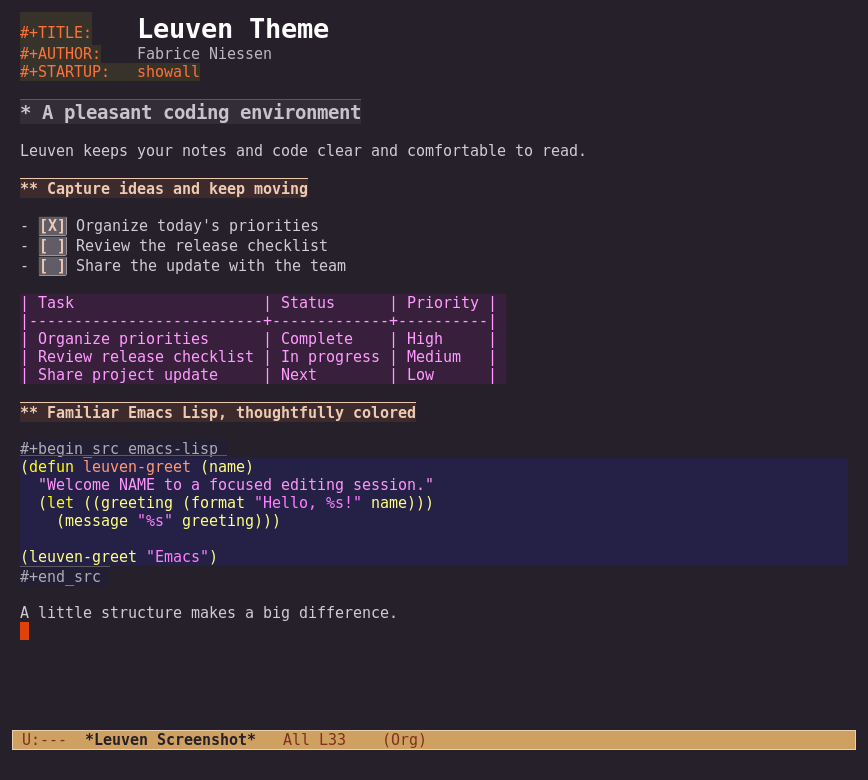 #+TITLE:     Leuven Theme
#+AUTHOR:    Fabrice Niessen
#+STARTUP:   showall
* A pleasant coding environment
Leuven keeps your notes and code clear and comfortable to read.
** Capture ideas and keep moving
- [X] Organize today's priorities
- [ ] Review the release checklist
- [ ] Share the update with the team
| Task                     | Status      | Priority |
|--------------------------+-------------+----------|
| Organize priorities      | Complete    | High     |
| Review release checklist | In progress | Medium   |
| Share project update     | Next        | Low      |
** Familiar Emacs Lisp, thoughtfully colored
#+begin_src emacs-lisp
(defun leuven-greet (name)
  "Welcome NAME to a focused editing session."
  (let ((greeting (format "Hello, %s!" name)))
    (message "%s" greeting)))
(leuven-greet "Emacs")
#+end_src
A little structure makes a big difference.
U:---  *Leuven Screenshot*   All L33    (Org)